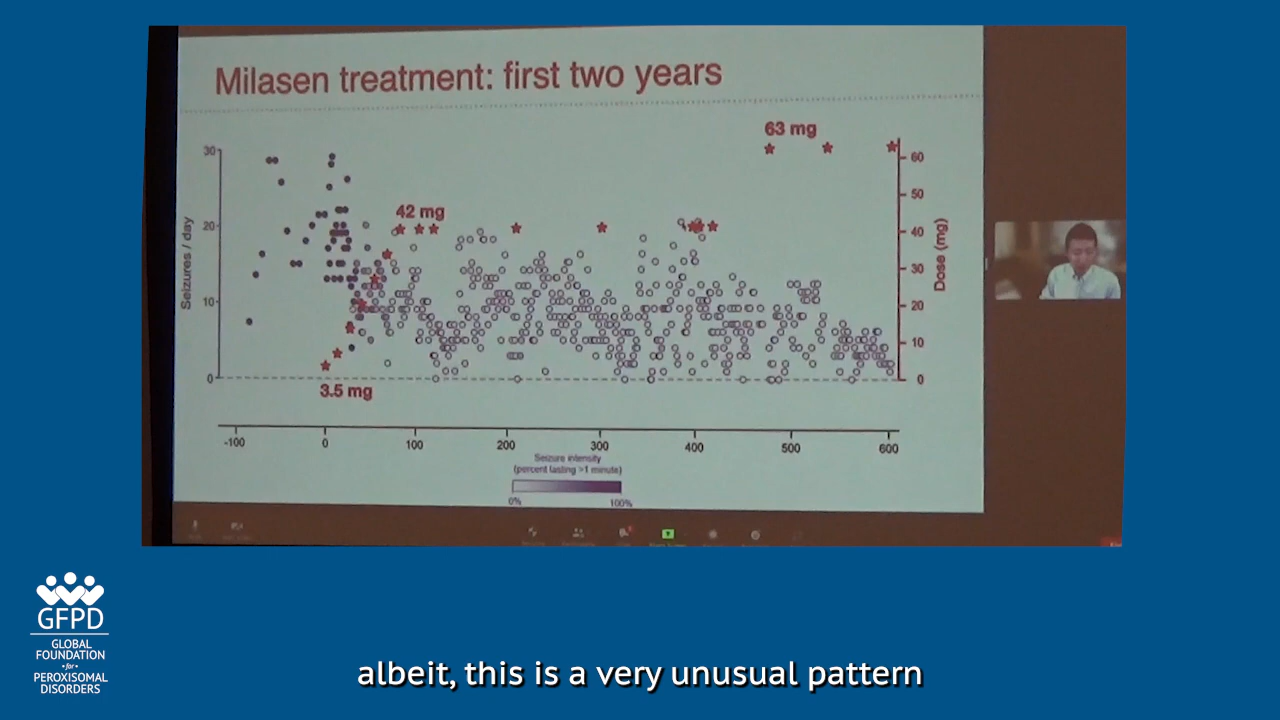 Milasen treatment: first two years
63 mg
30
60
50
42 mg
20
40
Seizures / day
Dose (mg)
30
10
20
10
0
0
3.5 mg
-100
0
100
200
300
400
500
600
Seizure intensity
(percent lasting >1 minute)
0%
100%
GFPD
GLOBAL
FOUNDATION
for
PEROXISOMAL
DISORDERS
albeit, this is a very unusual pattern